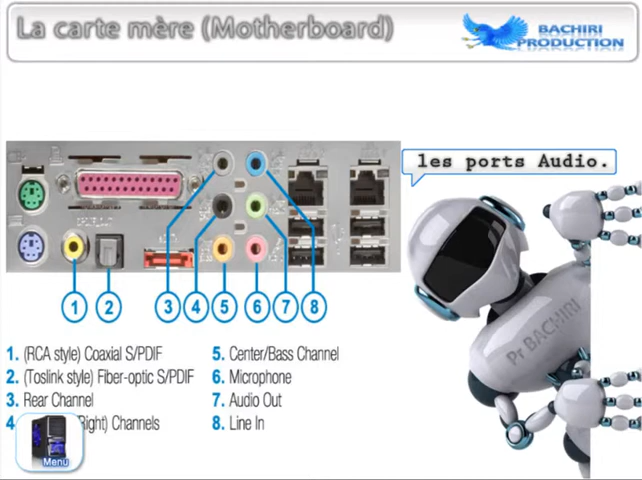 La carte mère (Motherboard)
BACHIRI
PRODUCTION
les ports Audio.
Pr BACHIRI
1 2 3 4 5 6 7 8
1. (RCA style) Coaxial S/PDIF
2. (Toslink style) Fiber-optic S/PDIF
3. Rear Channel
4 Right) Channels
5. Center/Bass Channel
6. Microphone
7. Audio Out
8. Line In
Menu